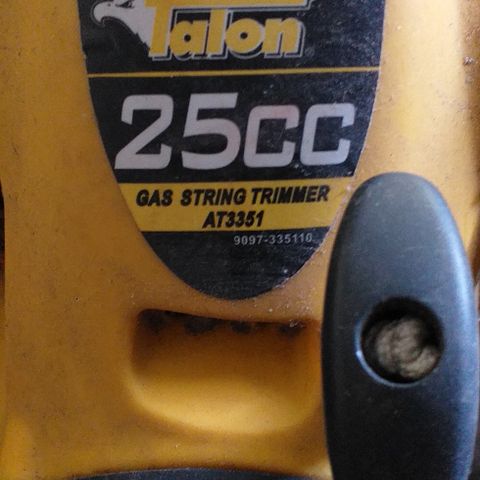 Talon®
25cc
GAS STRING TRIMMER
AT3351
9097-335110